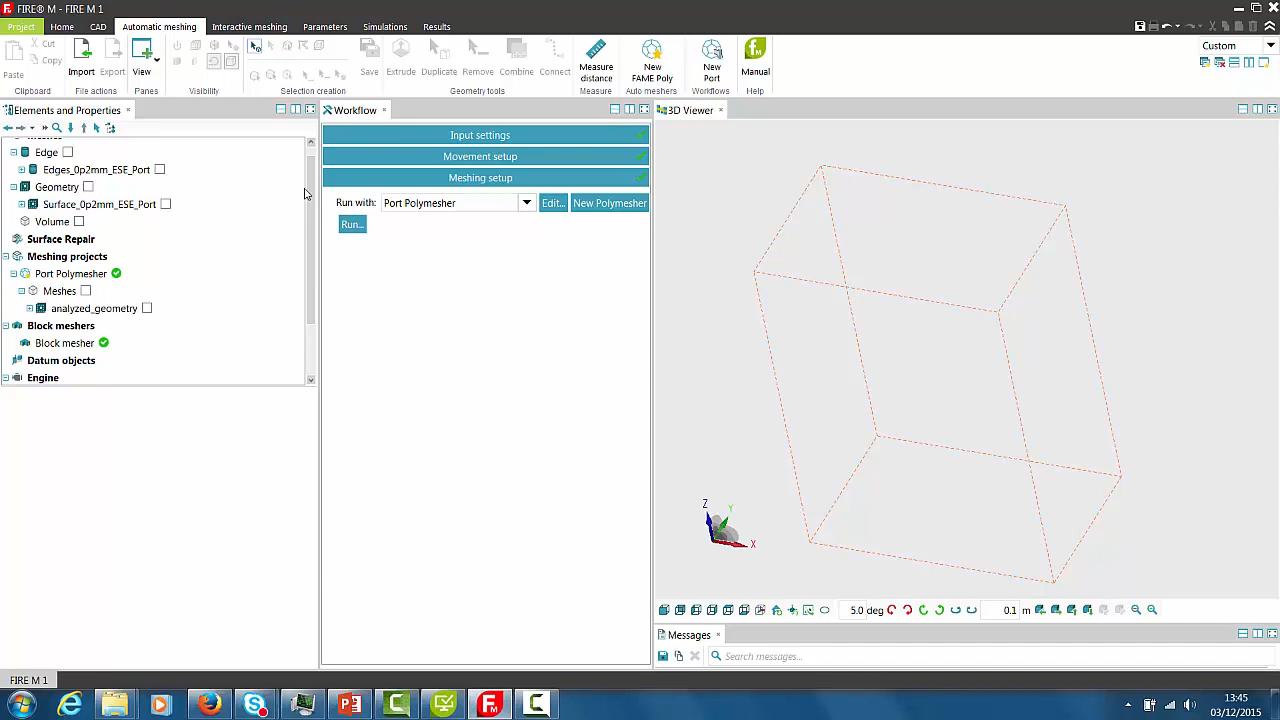 FIRE® M - FIRE M 1
Project Home CAD Automatic meshing Interactive meshing Parameters Simulations Results
Paste Cut Copy Import Export View Save Extrude Duplicate Remove Combine Connect Measure distance New FAME Poly New Port Manual Custom
Clipboard File actions Panes Visibility Selection creation Geometry tools Measure Auto meshers Workflows Manual
Elements and Properties
Edge
Edges_0p2mm_ESE_Port
Geometry
Surface_0p2mm_ESE_Port
Volume
Surface Repair
Meshing projects
Port Polymesher
Meshes
analyzed_geometry
Block meshers
Block mesher
Datum objects
Engine
Workflow
Input settings
Movement setup
Meshing setup
Run with: Port Polymesher Edit... New Polymesher
Run...
3D Viewer
Z
Y
X
5.0 deg 0.1 m
Messages
Search messages...
FIRE M 1
13:45
03/12/2015